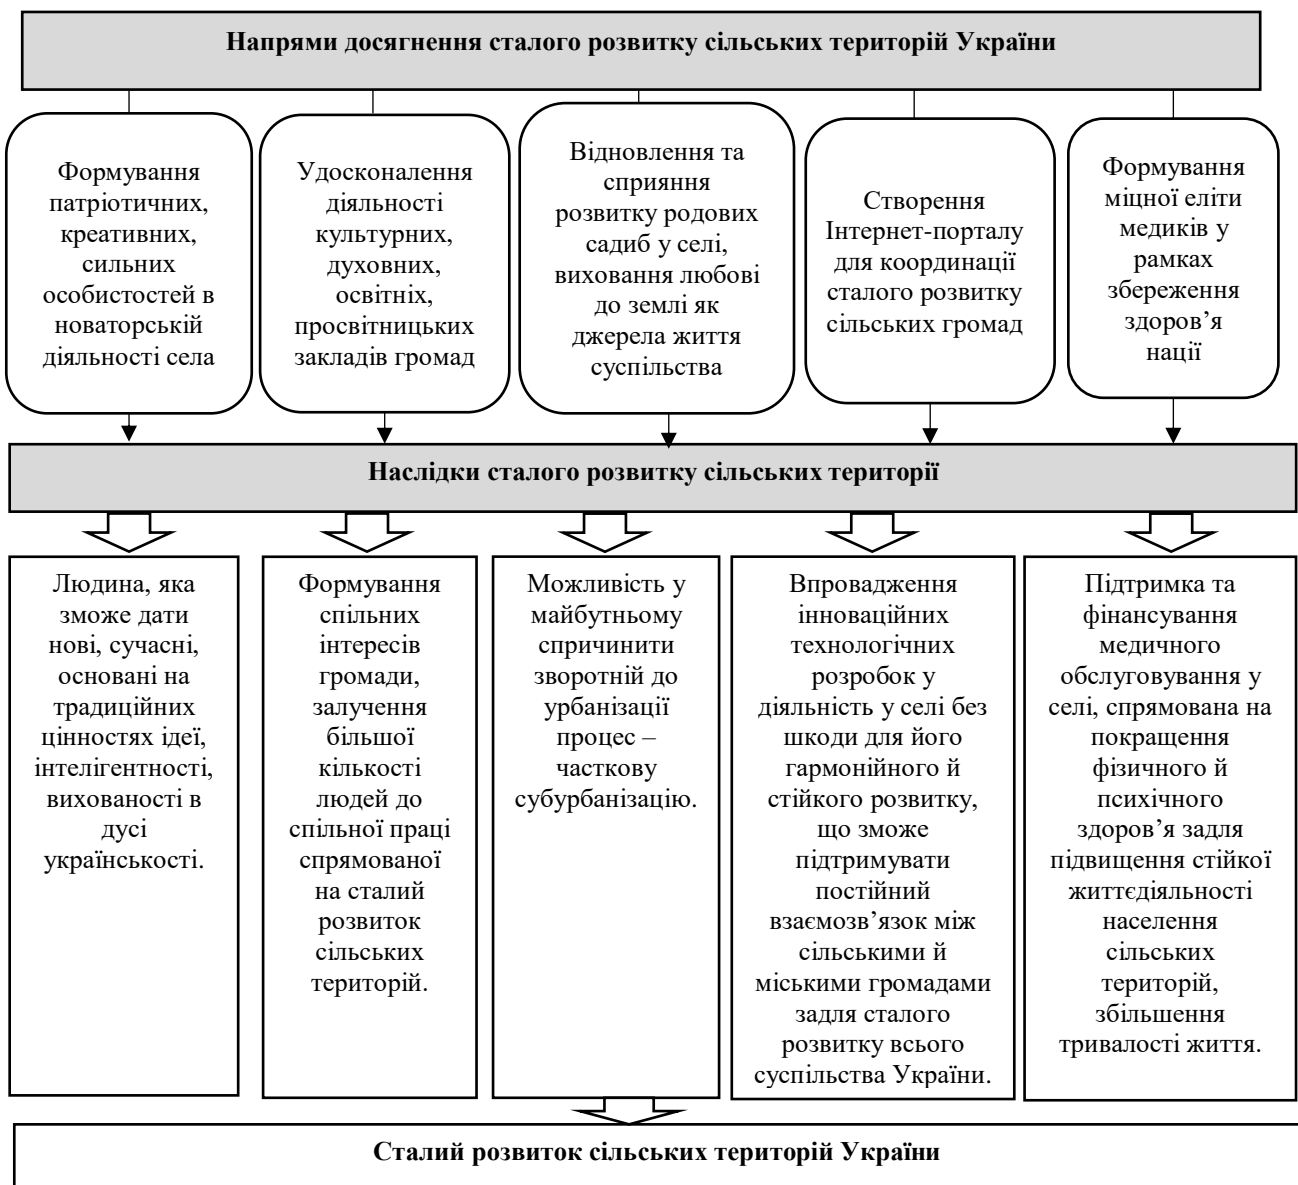 Напрями досягнення сталого розвитку сільських територій України
Формування
патріотичних,
креативних,
сильних
особистостей в
новаторській
діяльності села
Удосконалення
діяльності
культурних,
духовних,
освітніх,
просвітницьких
закладів громад
Відновлення та
сприяння
розвитку родових
садиб у селі,
виховання любові
до землі як
джерела життя
суспільства
Створення
Інтернет-порталу
для координації
сталого розвитку
сільських громад
Формування
міцної еліти
медиків у
рамках
збереження
здоров’я
нації
Наслідки сталого розвитку сільських території
Людина, яка
зможе дати
нові, сучасні,
основані на
традиційних
цінностях ідеї,
інтелігентності,
вихованості в
дусі
українськості.
Формування
спільних
інтересів
громади,
залучення
більшої
кількості
людей до
спільної праці
спрямованої
на сталий
розвиток
сільських
територій.
Можливість у
майбутньому
спричинити
зворотній до
урбанізації
процес –
часткову
субурбанізацію.
Впровадження
інноваційних
технологічних
розробок у
діяльність у селі без
шкоди для його
гармонійного й
стійкого розвитку,
що зможе
підтримувати
постійний
взаємозв’язок між
сільськими й
міськими громадами
задля сталого
розвитку всього
суспільства України.
Підтримка та
фінансування
медичного
обслуговування у
селі, спрямована на
покращення
фізичного й
психічного
здоров’я задля
підвищення стійкої
життєдіяльності
населення
сільських
територій,
збільшення
тривалості життя.
Сталий розвиток сільських територій України